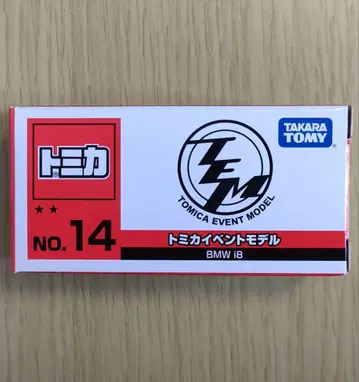 トミカ
★★
NO. 14
TEM
TOMICA EVENT MODEL
TAKARA
TOMY
トミカイベントモデル
BMW i8